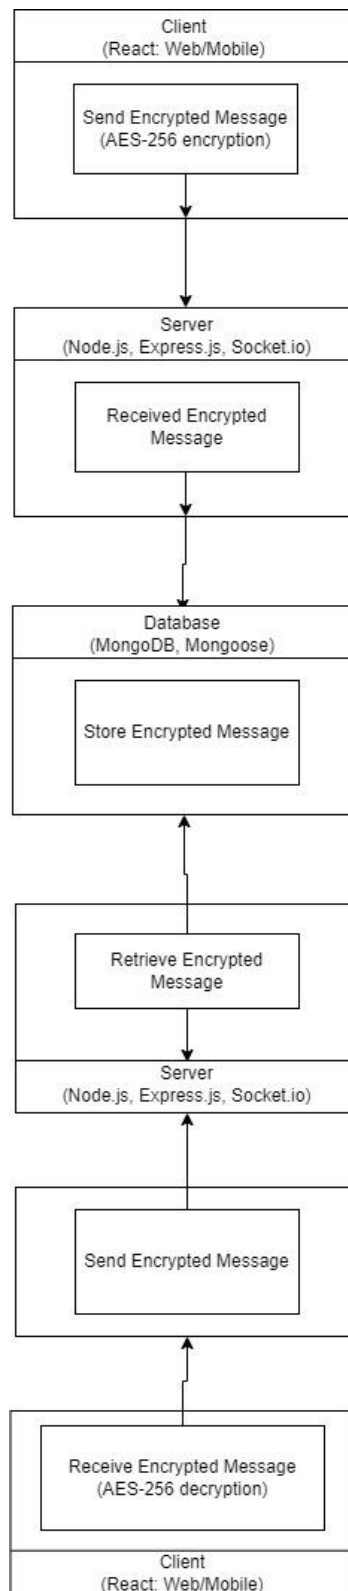 Client
(React: Web/Mobile)
Send Encrypted Message
(AES-256 encryption)
Server
(Node.js, Express.js, Socket.io)
Received Encrypted
Message
Database
(MongoDB, Mongoose)
Store Encrypted Message
Retrieve Encrypted
Message
Server
(Node.js, Express.js, Socket.io)
Send Encrypted Message
Receive Encrypted Message
(AES-256 decryption)
Client
(React: Web/Mobile)